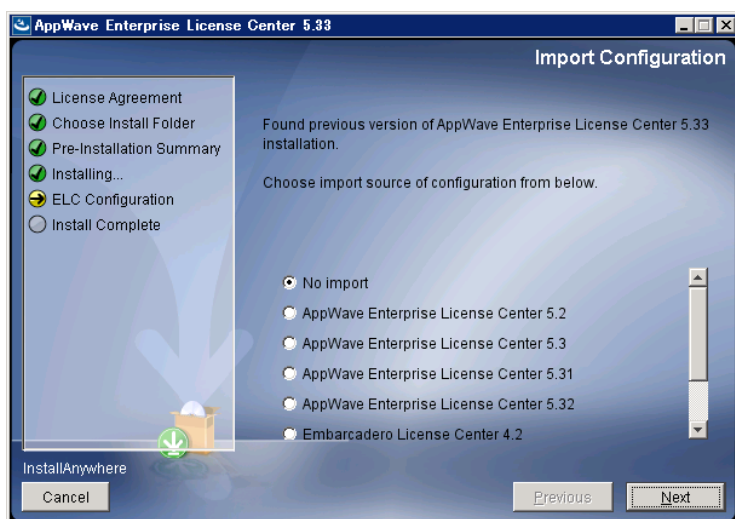 AppWave Enterprise License Center 5.33
Import Configuration
License Agreement
Choose Install Folder
Pre-Installation Summary
Installing...
ELC Configuration
Install Complete
Found previous version of AppWave Enterprise License Center 5.33
installation.
Choose import source of configuration from below.
No import
AppWave Enterprise License Center 5.2
AppWave Enterprise License Center 5.3
AppWave Enterprise License Center 5.31
AppWave Enterprise License Center 5.32
Embarcadero License Center 4.2
InstallAnywhere
Cancel
Previous
Next